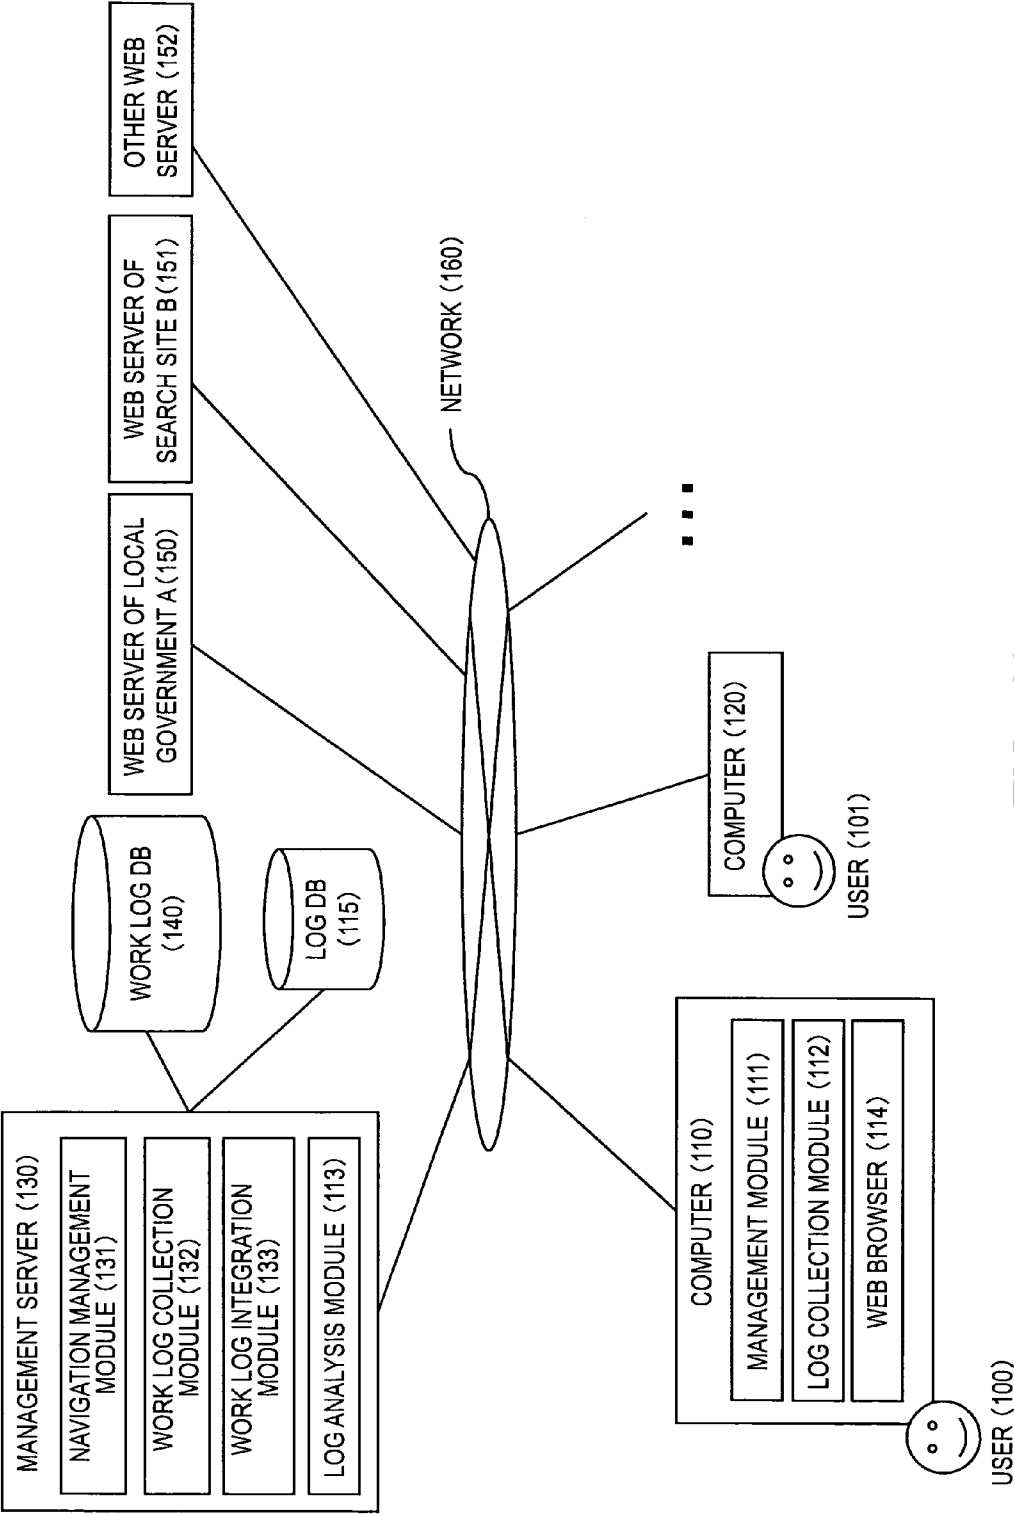 MANAGEMENT SERVER (130)
NAVIGATION MANAGEMENT
MODULE (131)
WORK LOG COLLECTION
MODULE (132)
WORK LOG INTEGRATION
MODULE (133)
LOG ANALYSIS MODULE (113)
WORK LOG DB
(140)
LOG DB
(115)
WEB SERVER OF LOCAL
GOVERNMENT A (150)
WEB SERVER OF
SEARCH SITE B (151)
OTHER WEB
SERVER (152)
NETWORK (160)
COMPUTER (110)
MANAGEMENT MODULE (111)
LOG COLLECTION MODULE (112)
WEB BROWSER (114)
USER (100)
COMPUTER (120)
USER (101)